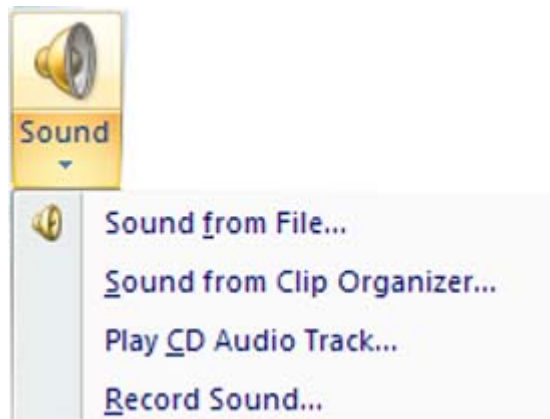 Sound
Sound from File...
Sound from Clip Organizer...
Play CD Audio Track...
Record Sound...